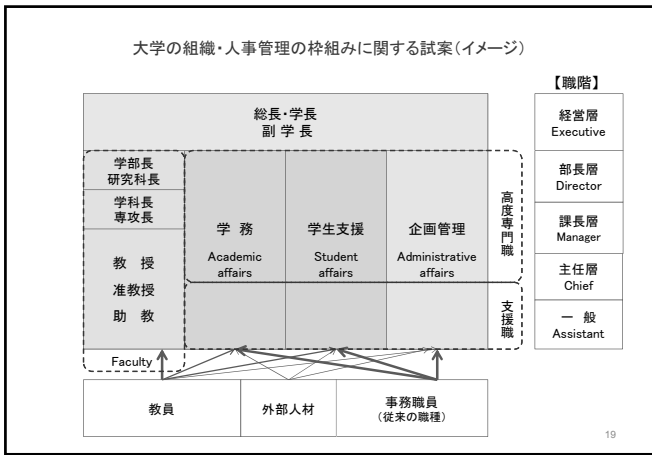 大学の組織・人事管理の枠組みに関する試案(イメージ)
【職階】
総長・学長
副 学 長
学部長
研究科長
学科長
専攻長
教 授
准教授
助 教
Faculty
学 務
Academic
affairs
学生支援
Student
affairs
企画管理
Administrative
affairs
高度専門職
支援職
経営層
Executive
部長層
Director
課長層
Manager
主任層
Chief
一 般
Assistant
教員
外部人材
事務職員
(従来の職種)
19